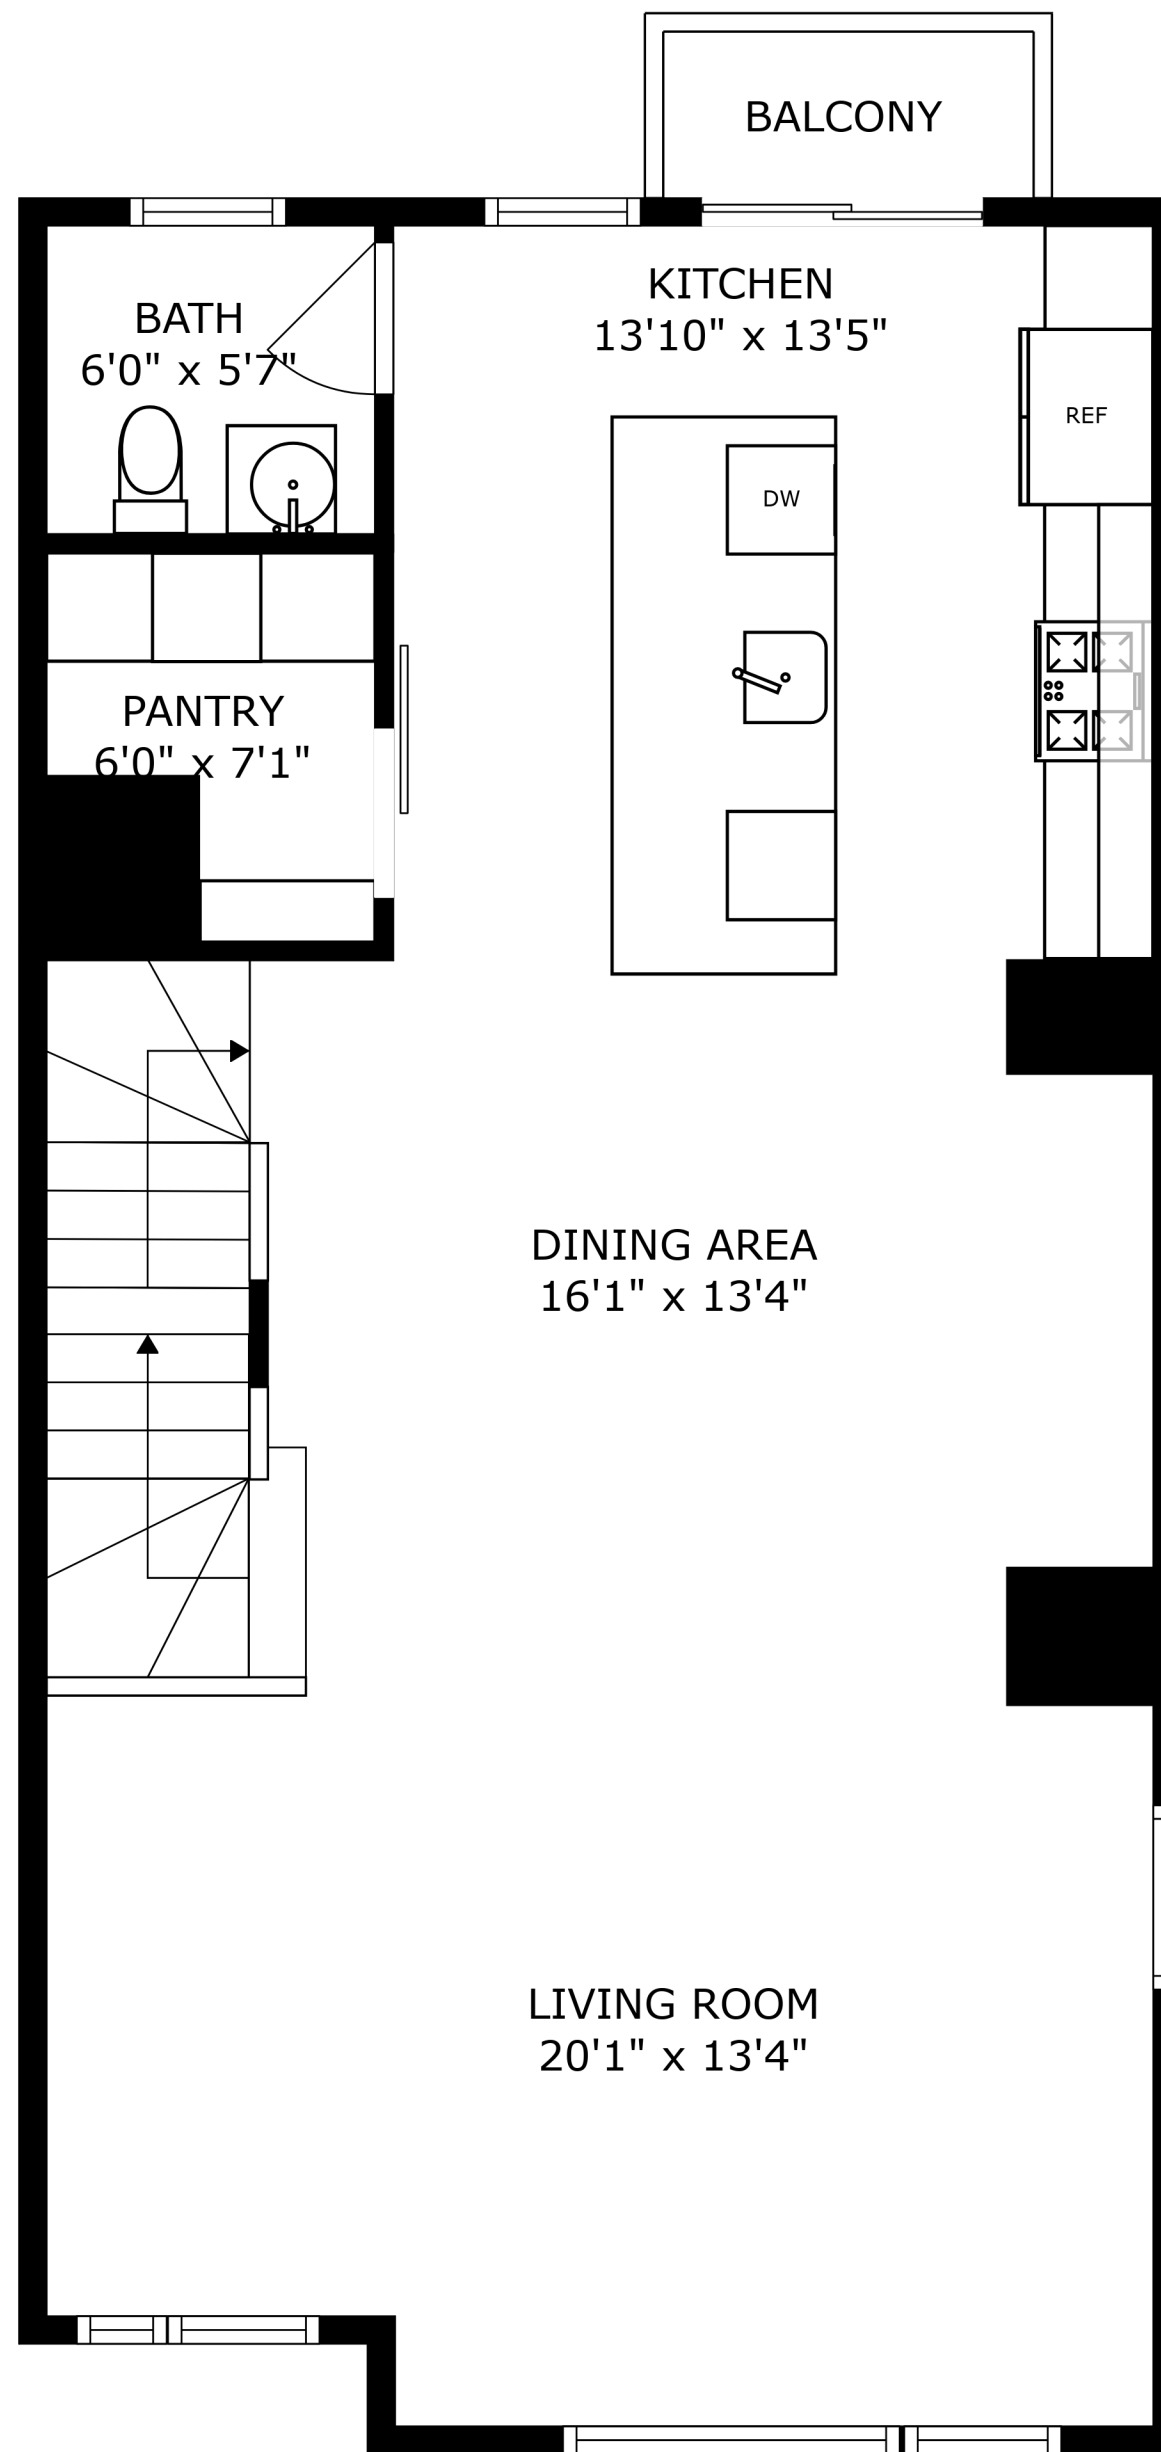 BALCONY
KITCHEN
13'10" x 13'5"
BATH
6'0" x 5'7"
REF
DW
PANTRY
6'0" x 7'1"
DINING AREA
16'1" x 13'4"
LIVING ROOM
20'1" x 13'4"